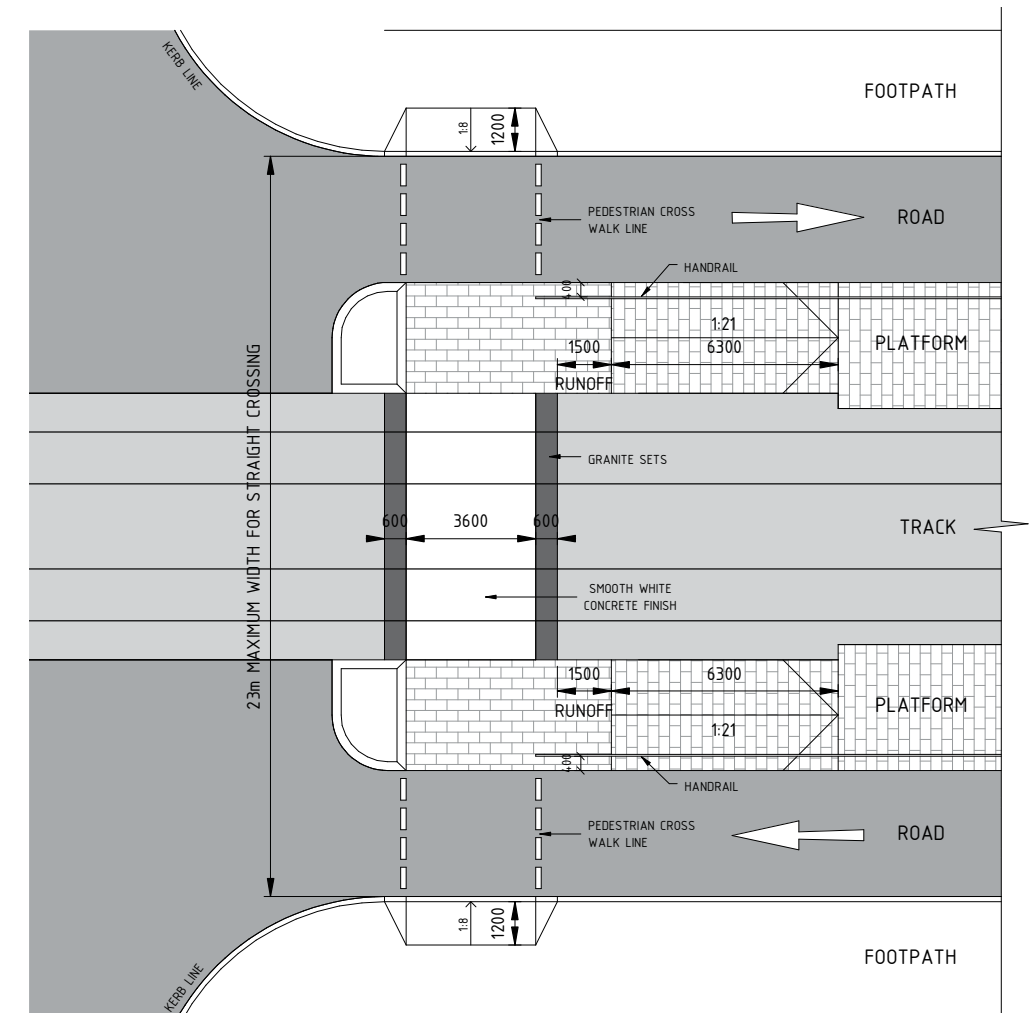 KERB LINE
FOOTPATH
1:8
1200
PEDESTRIAN CROSS
WALK LINE
ROAD
HANDRAIL
400
1:21
1500
6300
PLATFORM
RUNOFF
23m MAXIMUM WIDTH FOR STRAIGHT CROSSING
GRANITE SETS
600
3600
600
TRACK
SMOOTH WHITE
CONCRETE FINISH
1500
6300
RUNOFF
PLATFORM
1:21
400
HANDRAIL
PEDESTRIAN CROSS
WALK LINE
ROAD
1:8
1200
FOOTPATH
KERB LINE